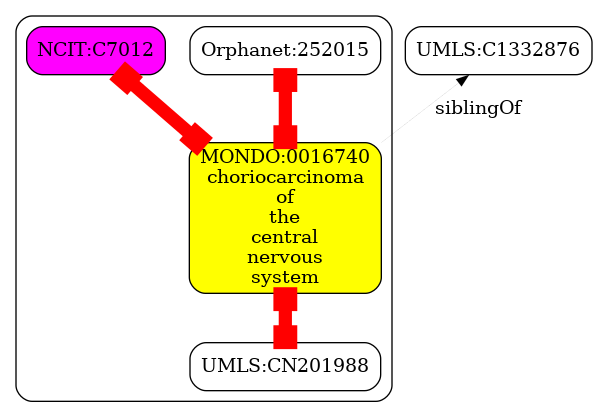 NCIT:C7012
Orphanet:252015
UMLS:C1332876
siblingOf
MONDO:0016740
choriocarcinoma
of
the
central
nervous
system
UMLS:CN201988